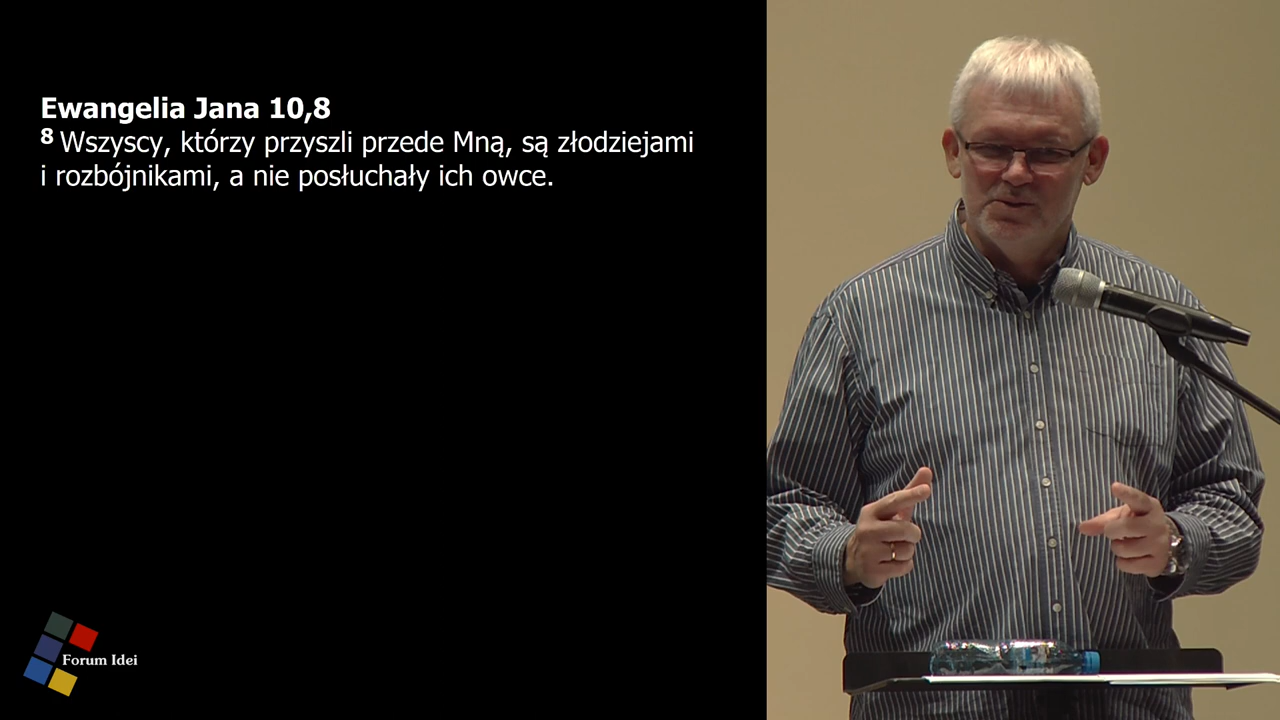 Ewangelia Jana 10,8
8 Wszyscy, którzy przyszli przede Mną, są złodziejami
i rozbójnikami, a nie posłuchały ich owce.
Forum Idei